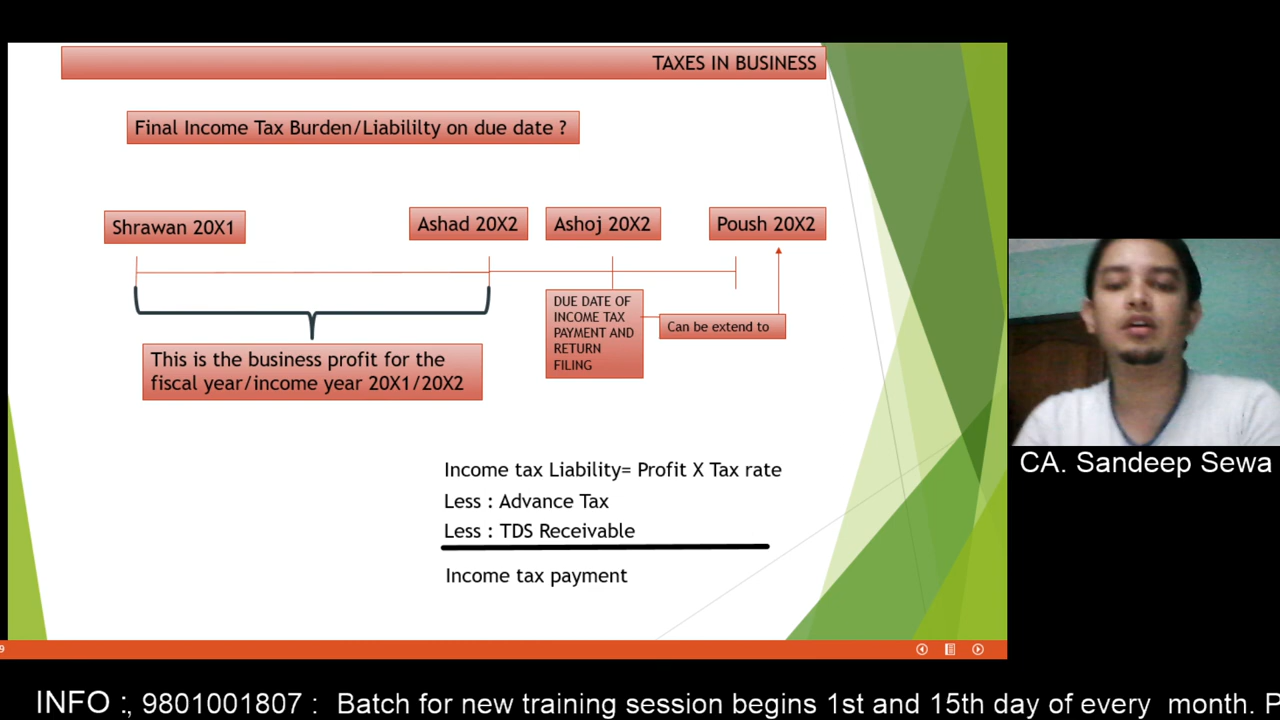 TAXES IN BUSINESS
Final Income Tax Burden/Liabililty on due date ?
Shrawan 20X1
Ashad 20X2
Ashoj 20X2
Poush 20X2
DUE DATE OF
INCOME TAX
PAYMENT AND
RETURN
FILING
Can be extend to
This is the business profit for the
fiscal year/income year 20X1/20X2
Income tax Liability= Profit X Tax rate
Less : Advance Tax
Less : TDS Receivable
Income tax payment
CA. Sandeep Sewa
9
INFO :, 9801001807 : Batch for new training session begins 1st and 15th day of every month. P